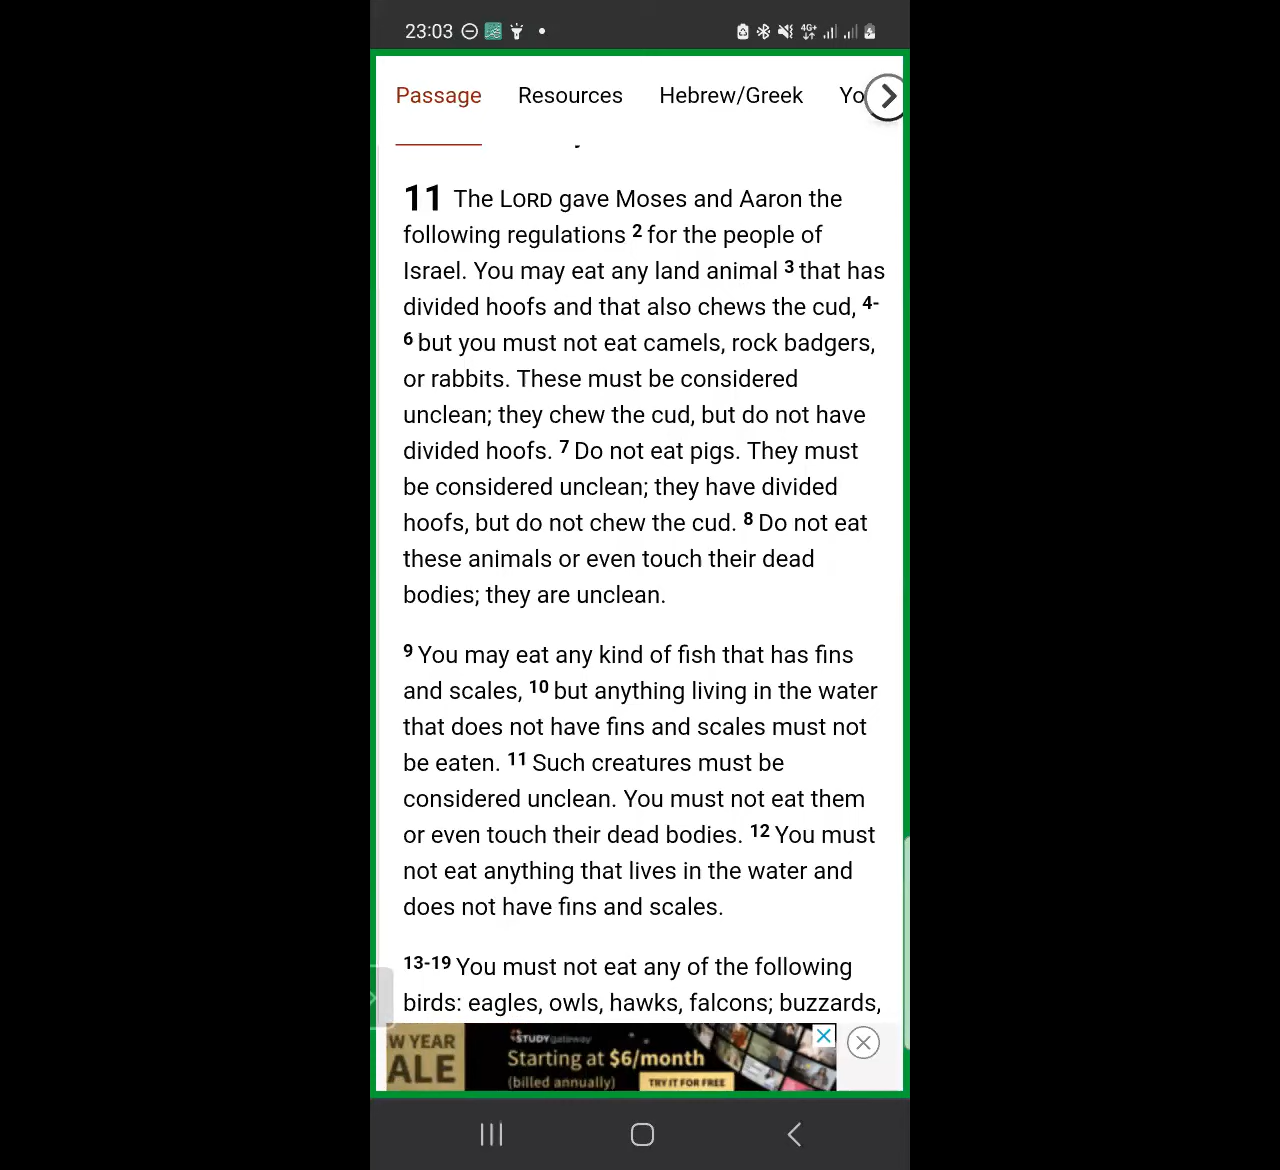 23:03 4G+
Passage Resources Hebrew/Greek Yo
11 The LORD gave Moses and Aaron the
following regulations 2 for the people of
Israel. You may eat any land animal 3 that has
divided hoofs and that also chews the cud, 4-
6 but you must not eat camels, rock badgers,
or rabbits. These must be considered
unclean; they chew the cud, but do not have
divided hoofs. 7 Do not eat pigs. They must
be considered unclean; they have divided
hoofs, but do not chew the cud. 8 Do not eat
these animals or even touch their dead
bodies; they are unclean.
9 You may eat any kind of fish that has fins
and scales, 10 but anything living in the water
that does not have fins and scales must not
be eaten. 11 Such creatures must be
considered unclean. You must not eat them
or even touch their dead bodies. 12 You must
not eat anything that lives in the water and
does not have fins and scales.
13-19 You must not eat any of the following
birds: eagles, owls, hawks, falcons; buzzards,
W YEAR
ALE
STUDY gateway
Starting at $6/month
(billed annually) TRY IT FOR FREE